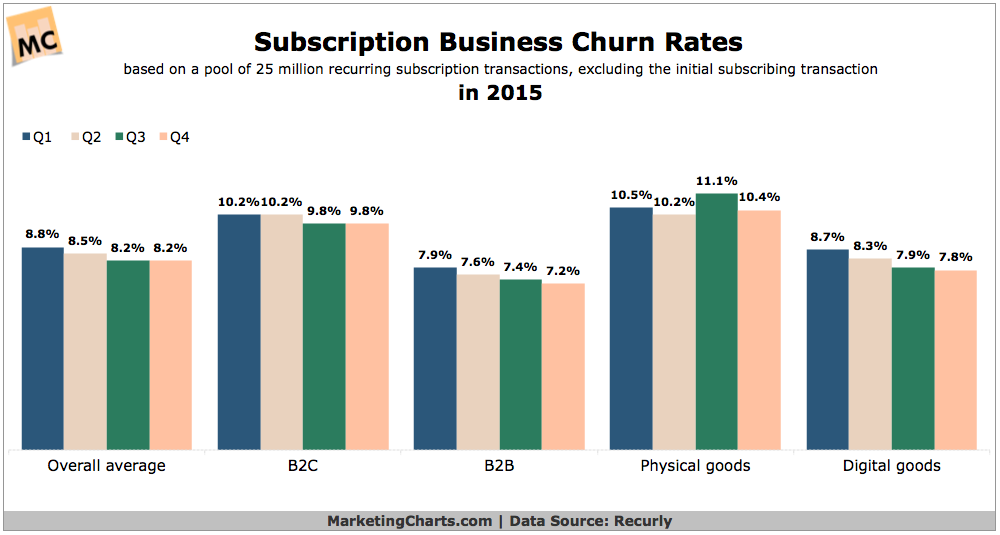 MC
Subscription Business Churn Rates
based on a pool of 25 million recurring subscription transactions, excluding the initial subscribing transaction
in 2015
Q1 Q2 Q3 Q4
8.8% 8.5% 8.2% 8.2%
10.2% 10.2% 9.8% 9.8%
7.9% 7.6% 7.4% 7.2%
10.5% 10.2% 11.1% 10.4%
8.7% 8.3% 7.9% 7.8%
Overall average B2C B2B Physical goods Digital goods
MarketingCharts.com | Data Source: Recurly